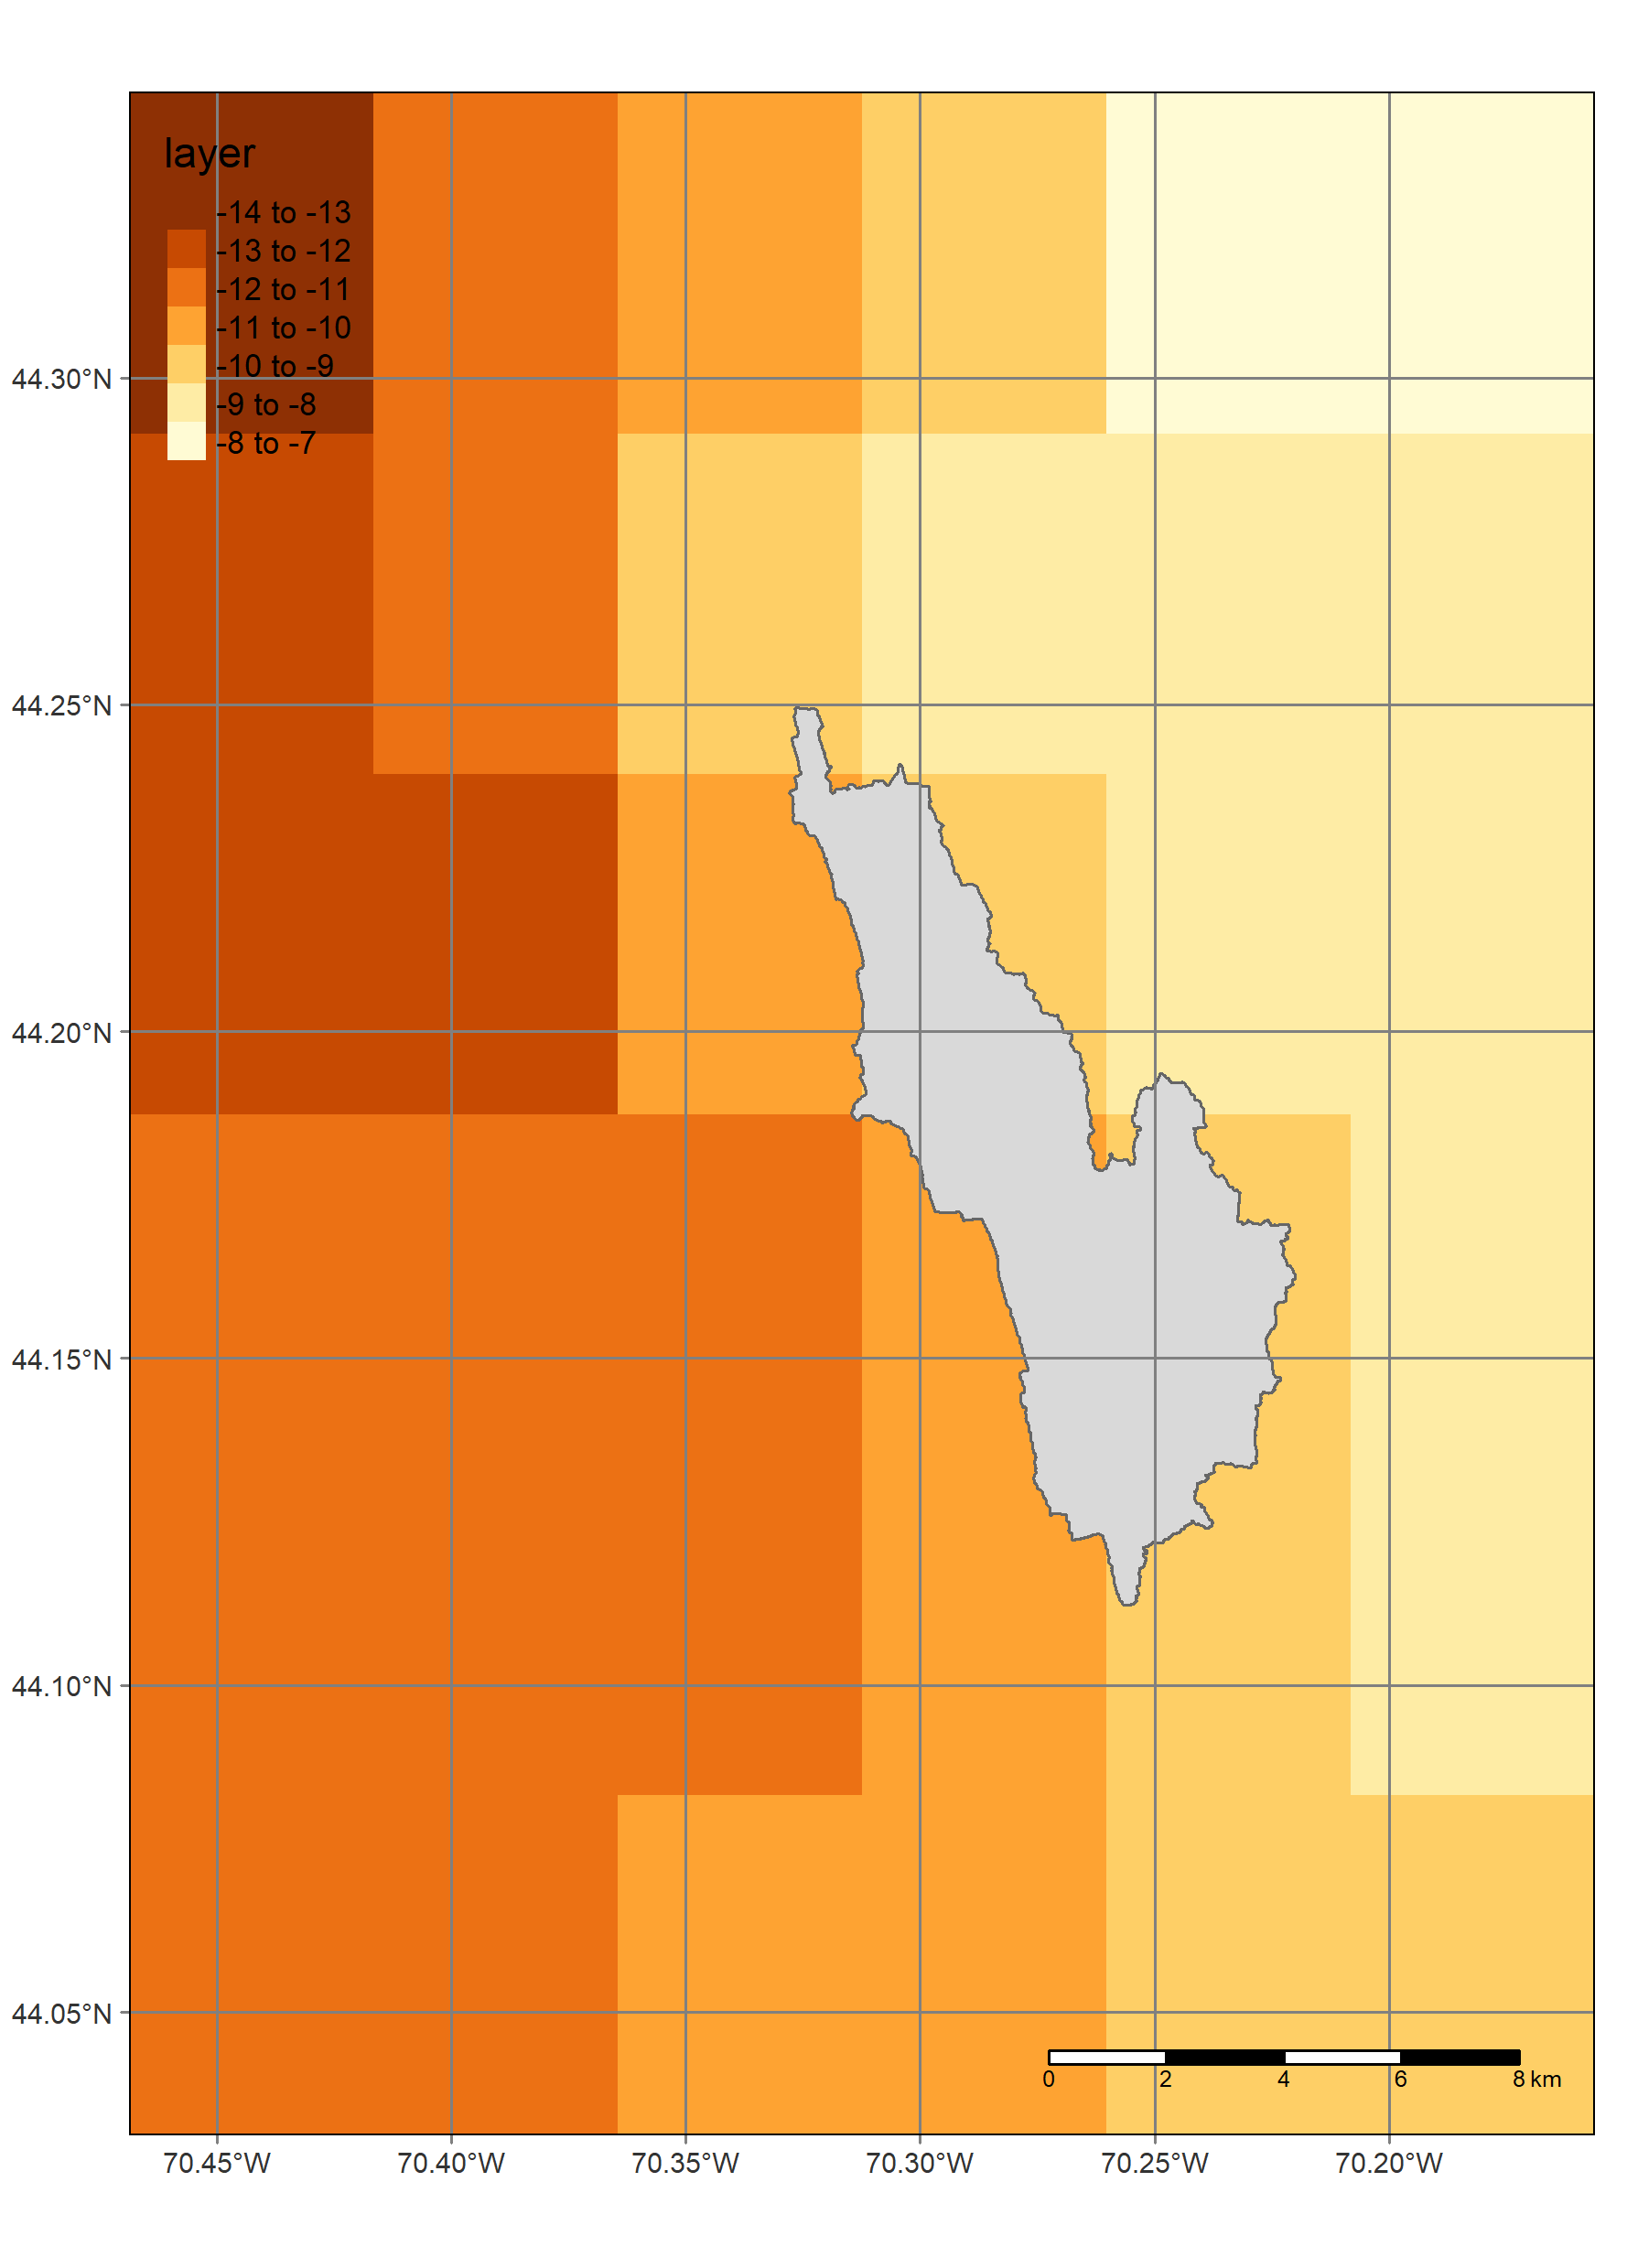 layer
-14 to -13
-13 to -12
-12 to -11
-11 to -10
-10 to -9
-9 to -8
-8 to -7
44.30°N
44.25°N
44.20°N
44.15°N
44.10°N
44.05°N
0 2 4 6 8 km
70.45°W 70.40°W 70.35°W 70.30°W 70.25°W 70.20°W